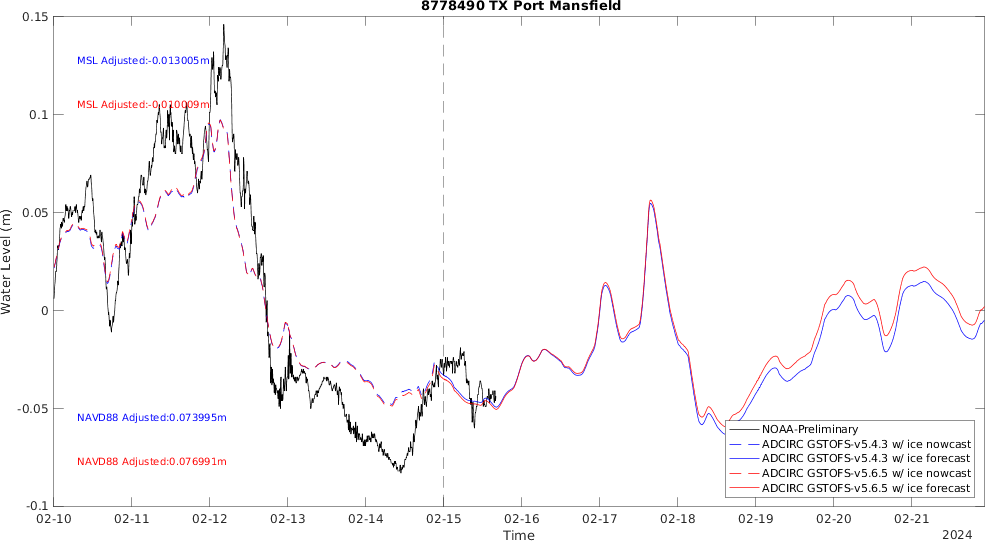 8778490 TX Port Mansfield
0.15
MSL Adjusted:-0.013005m
MSL Adjusted:-0.010009m
0.1
0.05
Water Level (m)
0
-0.05
NAVD88 Adjusted:0.073995m
NAVD88 Adjusted:0.076991m
-0.1
NOAA-Preliminary
ADCIRC GSTOFS-v5.4.3 w/ ice nowcast
ADCIRC GSTOFS-v5.4.3 w/ ice forecast
ADCIRC GSTOFS-v5.6.5 w/ ice nowcast
ADCIRC GSTOFS-v5.6.5 w/ ice forecast
02-10 02-11 02-12 02-13 02-14 02-15 02-16 02-17 02-18 02-19 02-20 02-21
Time
2024